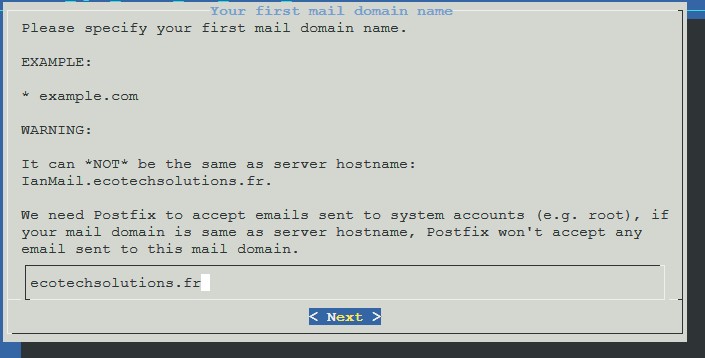 Your first mail domain name
Please specify your first mail domain name.
EXAMPLE:
* example.com
WARNING:
It can *NOT* be the same as server hostname:
IanMail.ecotechsolutions.fr.
We need Postfix to accept emails sent to system accounts (e.g. root), if
your mail domain is same as server hostname, Postfix won't accept any
email sent to this mail domain.
ecotechsolutions.fr
< Next >